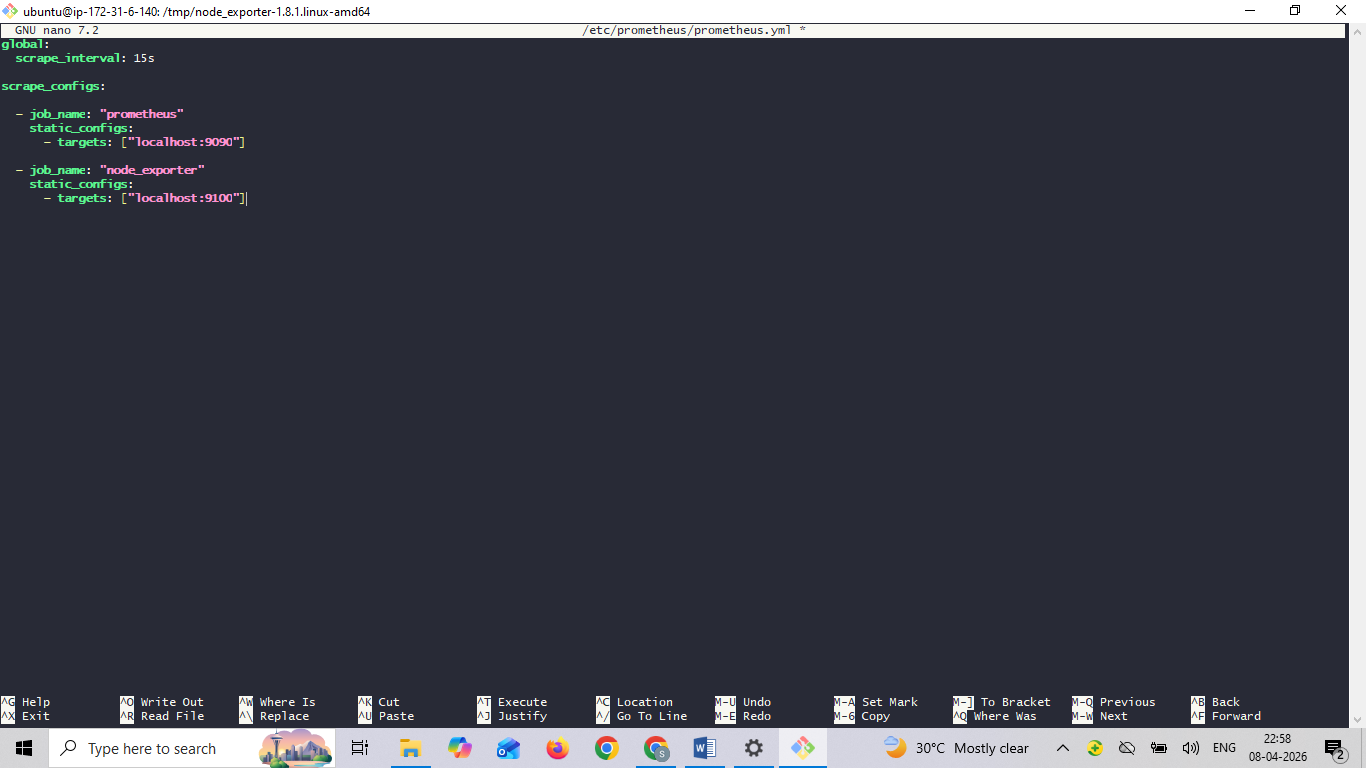 ubuntu@ip-172-31-6-140: /tmp/node_exporter-1.8.1.linux-amd64
GNU nano 7.2 /etc/prometheus/prometheus.yml *
global:
  scrape_interval: 15s
scrape_configs:
  - job_name: "prometheus"
    static_configs:
      - targets: ["localhost:9090"]
  - job_name: "node_exporter"
    static_configs:
      - targets: ["localhost:9100"]
^G Help ^O Write Out ^W Where Is ^K Cut ^T Execute ^C Location M-U Undo M-A Set Mark M-] To Bracket M-Q Previous ^B Back
^X Exit ^R Read File ^\ Replace ^U Paste ^J Justify ^/ Go To Line M-E Redo M-6 Copy ^Q Where Was M-W Next ^F Forward
Type here to search
S
W
30°C Mostly clear
ENG
22:58
08-04-2026
2